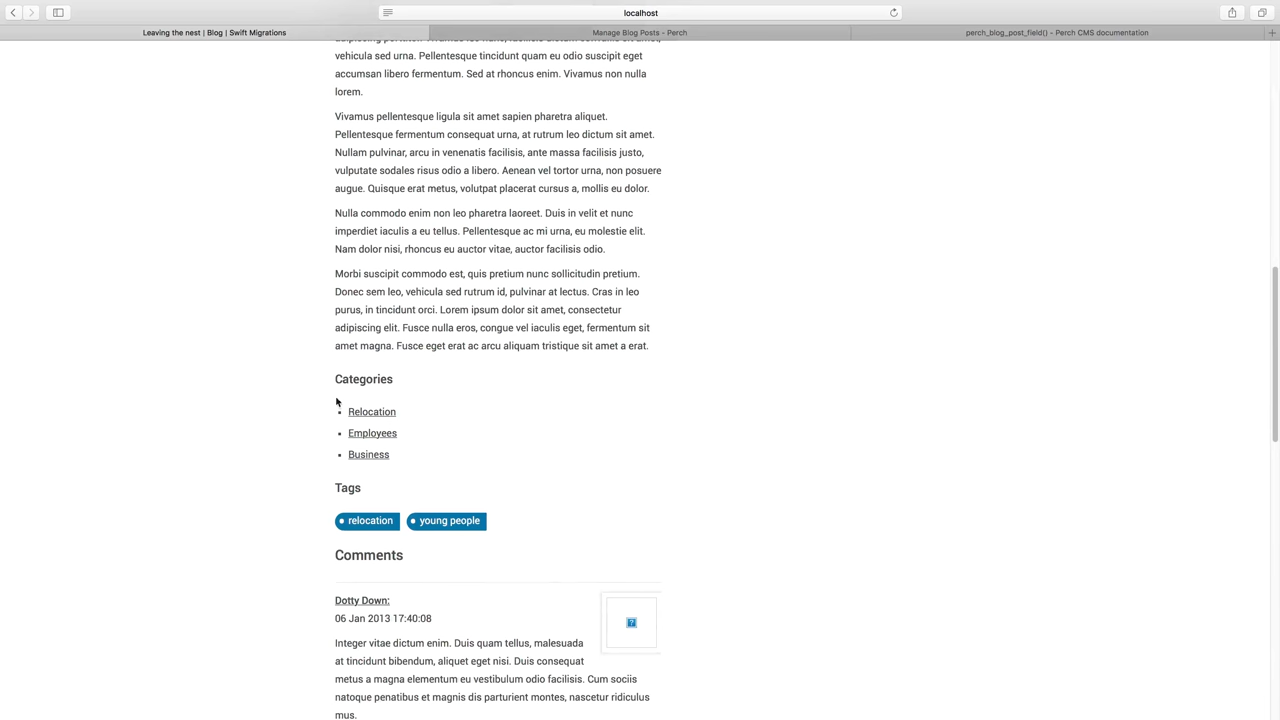 localhost
Leaving the nest | Blog | Swift Migrations
Manage Blog Posts - Perch
perch_blog_post_field() - Perch CMS documentation
vehicula sed urna. Pellentesque tincidunt quam eu odio suscipit eget
accumsan libero fermentum. Sed at rhoncus enim. Vivamus non nulla
lorem.
Vivamus pellentesque ligula sit amet sapien pharetra aliquet.
Pellentesque fermentum consequat urna, at rutrum leo dictum sit amet.
Nullam pulvinar, arcu in venenatis facilisis, ante massa facilisis justo,
vulputate sodales risus odio a libero. Aenean vel tortor urna, non posuere
augue. Quisque erat metus, volutpat placerat cursus a, mollis eu dolor.
Nulla commodo enim non leo pharetra laoreet. Duis in velit et nunc
imperdiet iaculis a eu tellus. Pellentesque ac mi urna, eu molestie elit.
Nam dolor nisi, rhoncus eu auctor vitae, auctor facilisis odio.
Morbi suscipit commodo est, quis pretium nunc sollicitudin pretium.
Donec sem leo, vehicula sed rutrum id, pulvinar at lectus. Cras in leo
purus, in tincidunt orci. Lorem ipsum dolor sit amet, consectetur
adipiscing elit. Fusce nulla eros, congue vel iaculis eget, fermentum sit
amet magna. Fusce eget erat ac arcu aliquam tristique sit amet a erat.
Categories
Relocation
Employees
Business
Tags
relocation
young people
Comments
Dotty Down:
06 Jan 2013 17:40:08
Integer vitae dictum enim. Duis quam tellus, malesuada
at tincidunt bibendum, aliquet eget nisi. Duis consequat
metus a magna elementum eu vestibulum odio facilisis. Cum sociis
natoque penatibus et magnis dis parturient montes, nascetur ridiculus
mus.